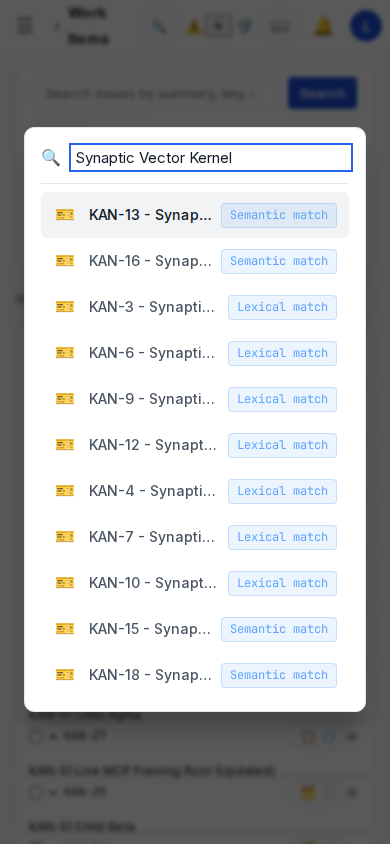 Work
Items
Search issues by summary, key,
Search
Synaptic Vector Kernel
KAN-13 - Synap... Semantic match
KAN-16 - Synap... Semantic match
KAN-3 - Synapti... Lexical match
KAN-6 - Synapti... Lexical match
KAN-9 - Synapti... Lexical match
KAN-12 - Synapt... Lexical match
KAN-4 - Synapti... Lexical match
KAN-7 - Synapti... Lexical match
KAN-10 - Synapt... Lexical match
KAN-15 - Synap... Semantic match
KAN-18 - Synap... Semantic match
KAN-51 Child Alpha
KAN-51 Live MCP Framing Root (Updated)
KAN-51 Child Beta